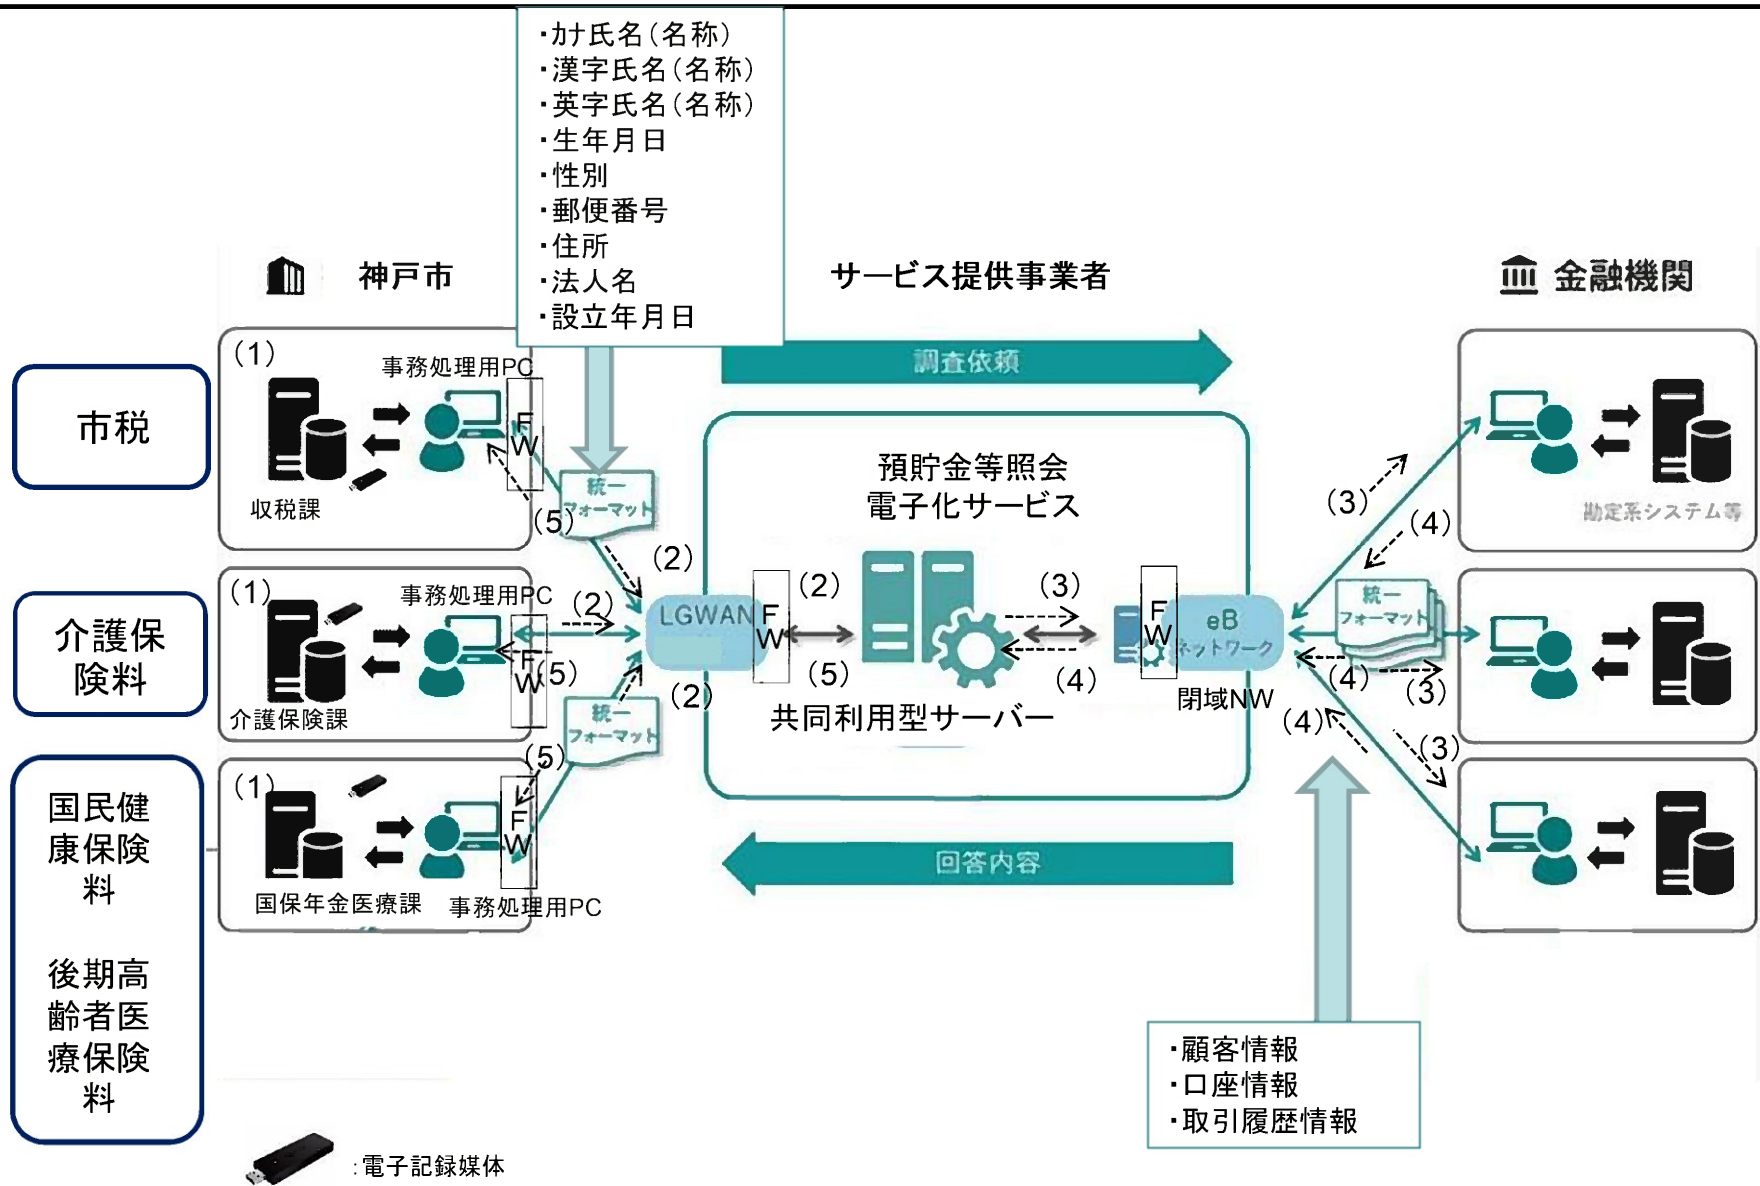 ・カナ氏名(名称)
・漢字氏名(名称)
・英字氏名(名称)
・生年月日
・性別
・郵便番号
・住所
・法人名
・設立年月日
神戸市
サービス提供事業者
金融機関
調査依頼
市税
(1)
事務処理用PC
FW
収税課
統一
フォーマット
(5)
(2)
介護保
険料
(1)
事務処理用PC
(2)
FW
(5)
介護保険課
(2)
統一
フォーマット
国民健
康保険
料
後期高
齢者医
療保険
料
(1)
(5)
FW
国保年金医療課
事務処理用PC
預貯金等照会
電子化サービス
LGWAN
FW
(2)
(5)
(3)
(4)
共同利用型サーバー
FW
eB
ネットワーク
閉域NW
(3)
(4)
勘定系システム等
統一
フォーマット
(4)
(3)
(4)
(3)
回答内容
・顧客情報
・口座情報
・取引履歴情報
:電子記録媒体